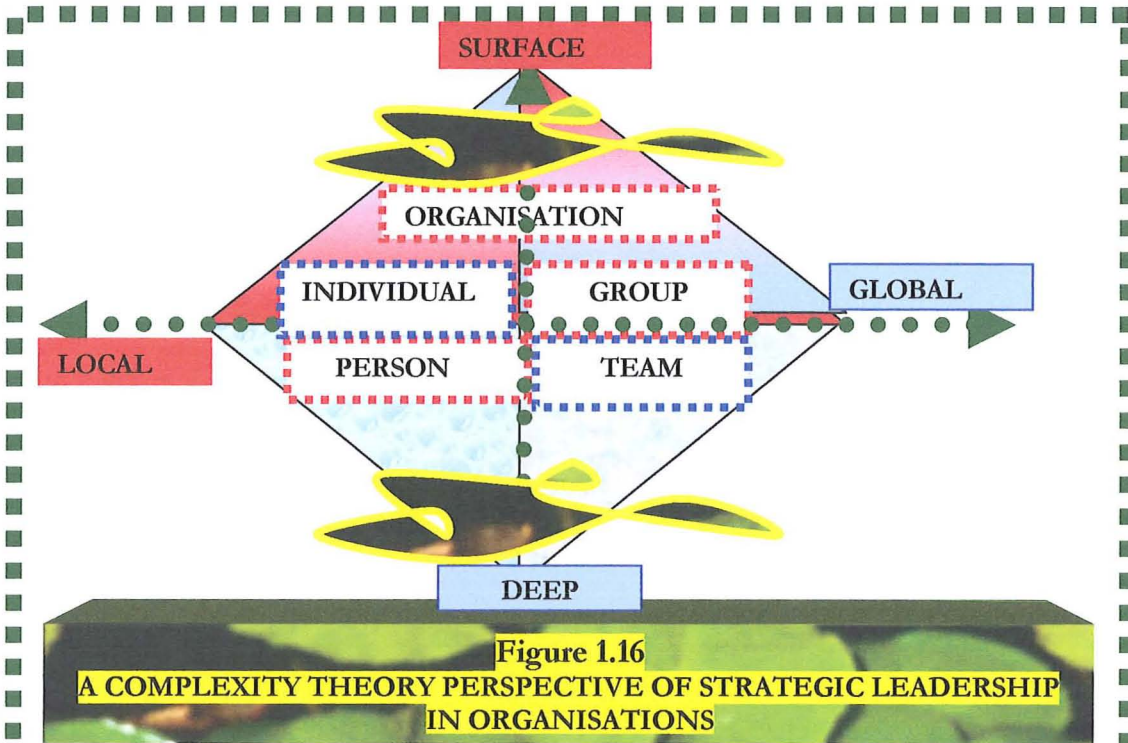 SURFACE
ORGANISATION
INDIVIDUAL
GROUP
GLOBAL
LOCAL
PERSON
TEAM
DEEP
Figure 1.16
A COMPLEXITY THEORY PERSPECTIVE OF STRATEGIC LEADERSHIP
IN ORGANISATIONS